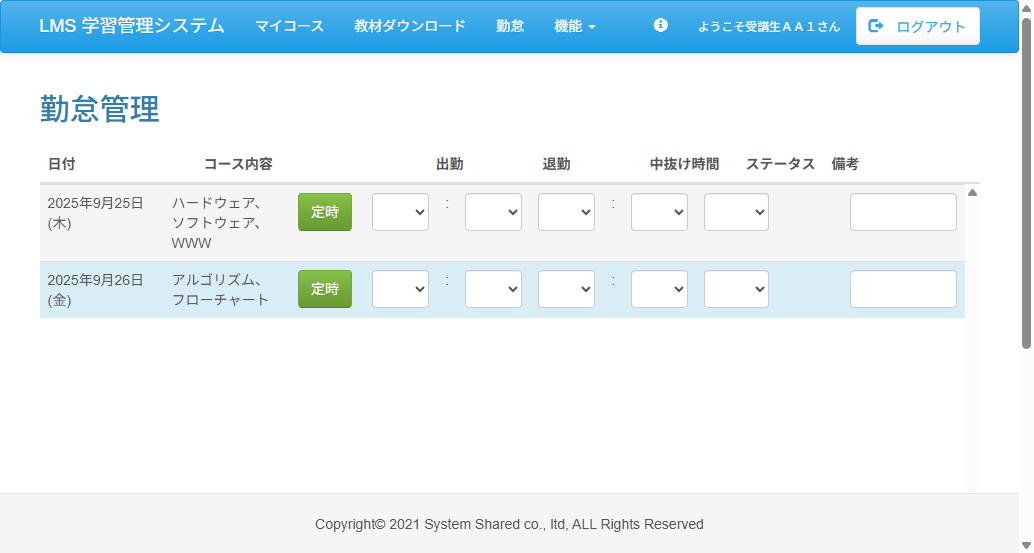 LMS 学習管理システム マイコース 教材ダウンロード 勤怠 機能 ようこそ受講生ＡＡ１さん ログアウト
勤怠管理
日付 コース内容 出勤 退勤 中抜け時間 ステータス 備考
2025年9月25日 ハードウェア、 定時 : :
(木) ソフトウェア、
WWW
2025年9月26日 アルゴリズム、 定時 : :
(金) フローチャート
Copyright© 2021 System Shared co., ltd, ALL Rights Reserved